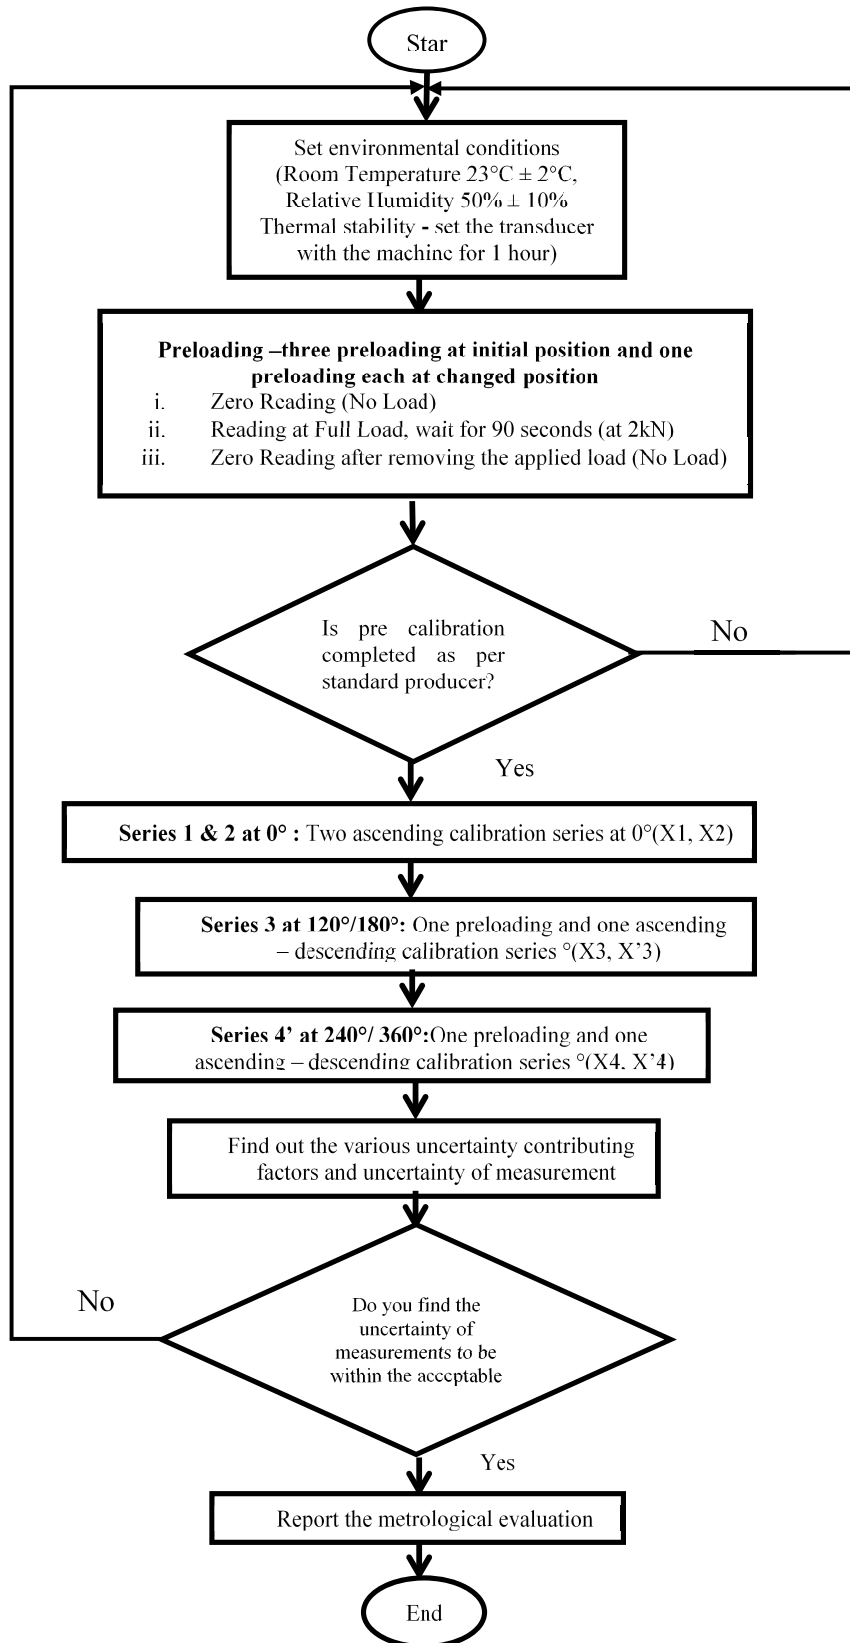 Star
Set environmental conditions
(Room Temperature 23°C ± 2°C,
Relative Humidity 50% ± 10%
Thermal stability - set the transducer
with the machine for 1 hour)
Preloading –three preloading at initial position and one
preloading each at changed position
i. Zero Reading (No Load)
ii. Reading at Full Load, wait for 90 seconds (at 2kN)
iii. Zero Reading after removing the applied load (No Load)
Is pre calibration
completed as per
standard producer?
No
Yes
Series 1 & 2 at 0° : Two ascending calibration series at 0°(X1, X2)
Series 3 at 120°/180°: One preloading and one ascending
– descending calibration series °(X3, X’3)
Series 4’ at 240°/ 360°:One preloading and one
ascending – descending calibration series °(X4, X’4)
Find out the various uncertainty contributing
factors and uncertainty of measurement
No
Do you find the
uncertainty of
measurements to be
within the acceptable
Yes
Report the metrological evaluation
End